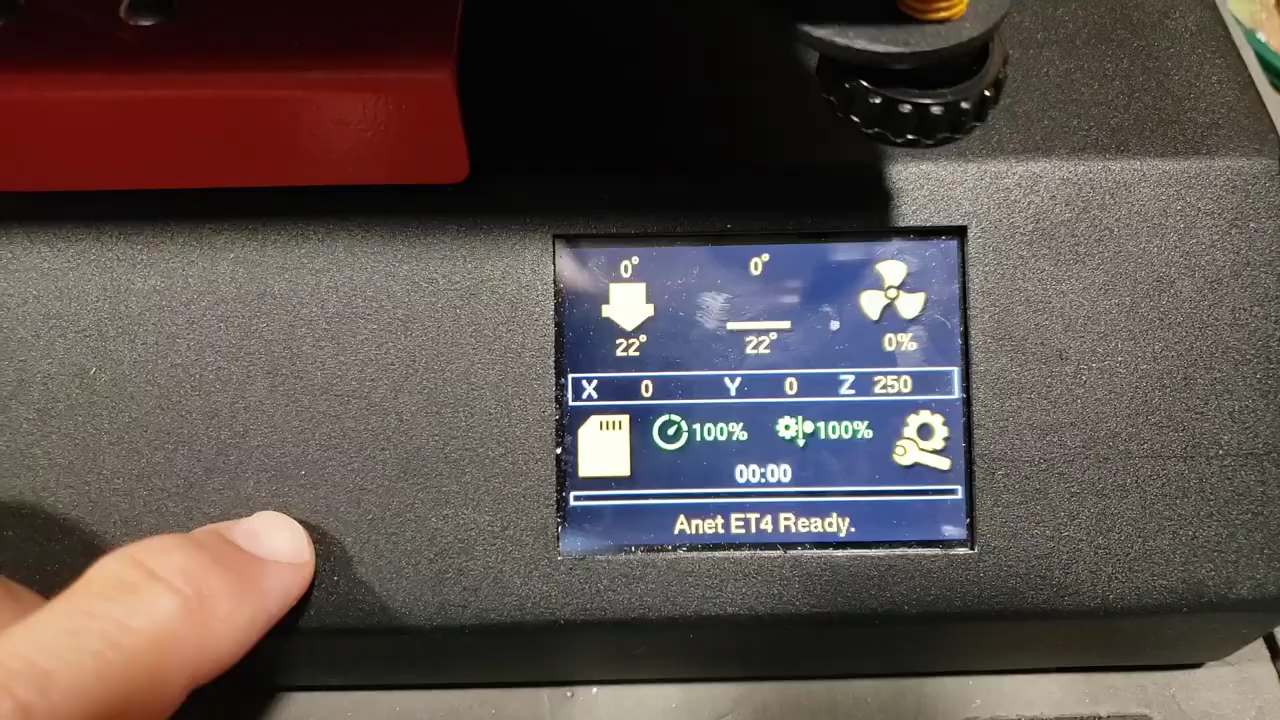 0° 0°
22° 22° 0%
X 0 Y 0 Z 250
100% 100%
00:00
Anet ET4 Ready.